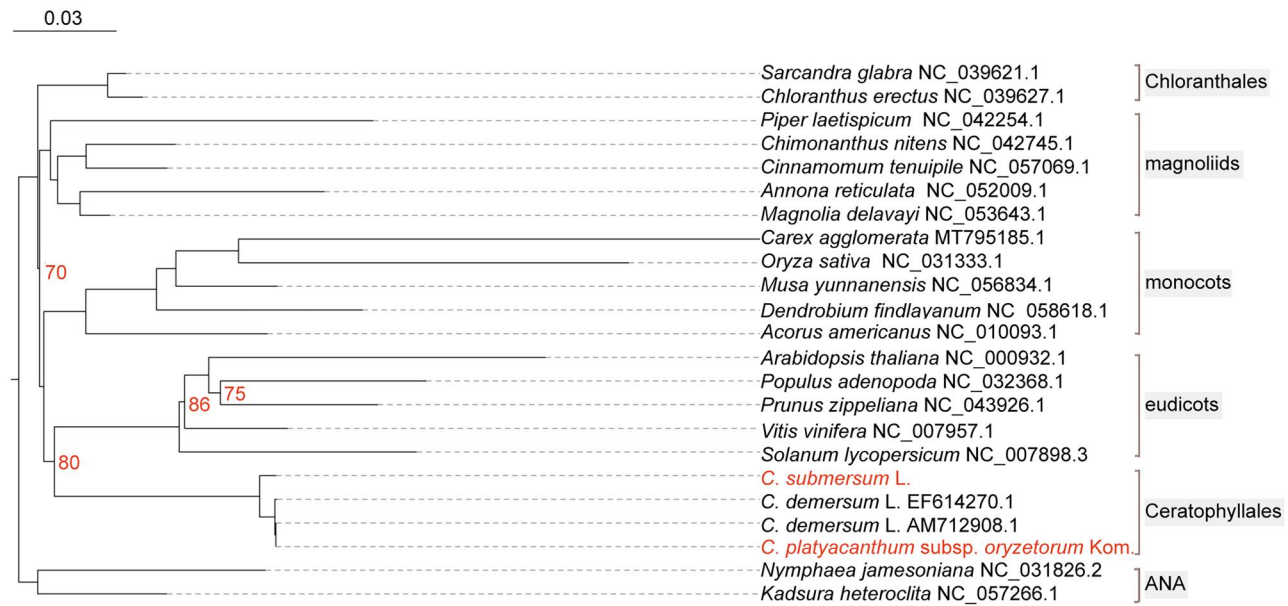 0.03
Sarcandra glabra NC_039621.1
Chloranthus erectus NC_039627.1
Chloranthales
Piper laetispicum NC_042254.1
Chimonanthus nitens NC_042745.1
Cinnamomum tenuipile NC_057069.1
Annona reticulata NC_052009.1
Magnolia delavayi NC_053643.1
magnoliids
Carex agglomerata MT795185.1
Oryza sativa NC_031333.1
Musa yunnanensis NC_056834.1
Dendrobium findlayanum NC_058618.1
Acorus americanus NC_010093.1
monocots
70
Arabidopsis thaliana NC_000932.1
Populus adenopoda NC_032368.1
Prunus zippeliana NC_043926.1
Vitis vinifera NC_007957.1
Solanum lycopersicum NC_007898.3
eudicots
75
86
80
C. submersum L.
C. demersum L. EF614270.1
C. demersum L. AM712908.1
C. platyacanthum subsp. oryzetorum Kom.
Ceratophyllales
Nymphaea jamesoniana NC_031826.2
Kadsura heteroclita NC_057266.1
ANA